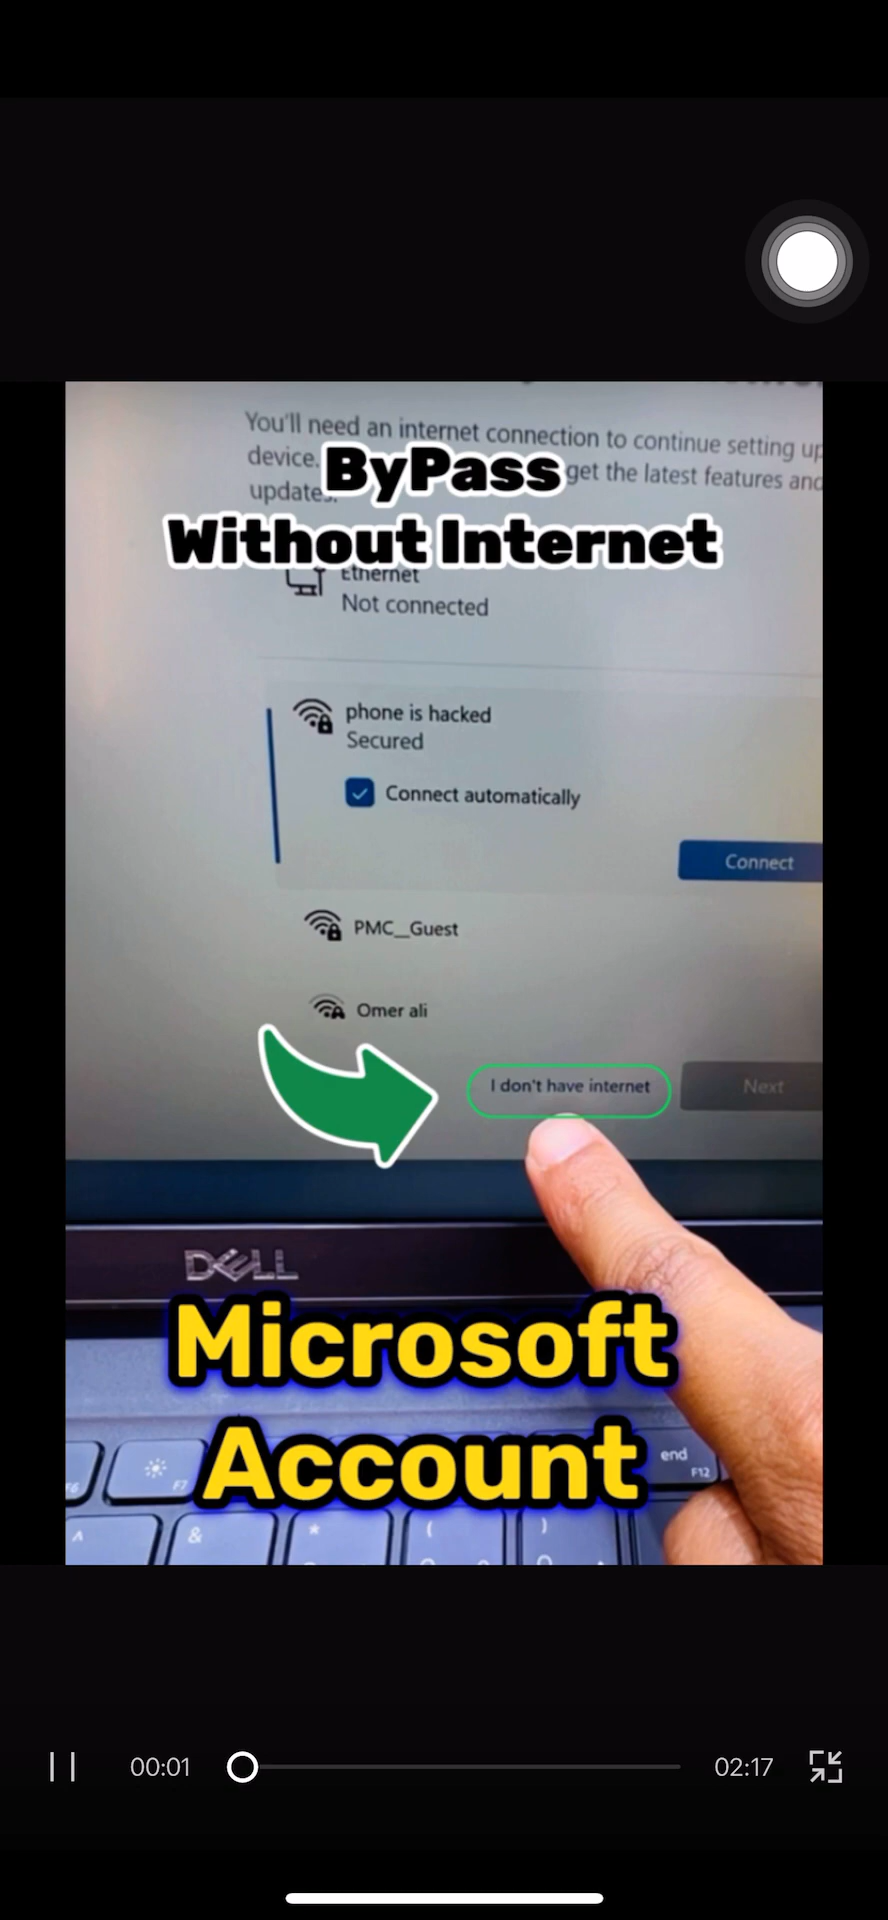 You'll need an internet connection to continue setting up
device.
ByPass
get the latest features and
Without Internet
Ethernet
Not connected
phone is hacked
Secured
Connect automatically
Connect
PMC_Guest
Omer ali
I don't have internet
Next
DELL
Microsoft
Account
end
F12
F7
&
*
(
)
00:01
02:17